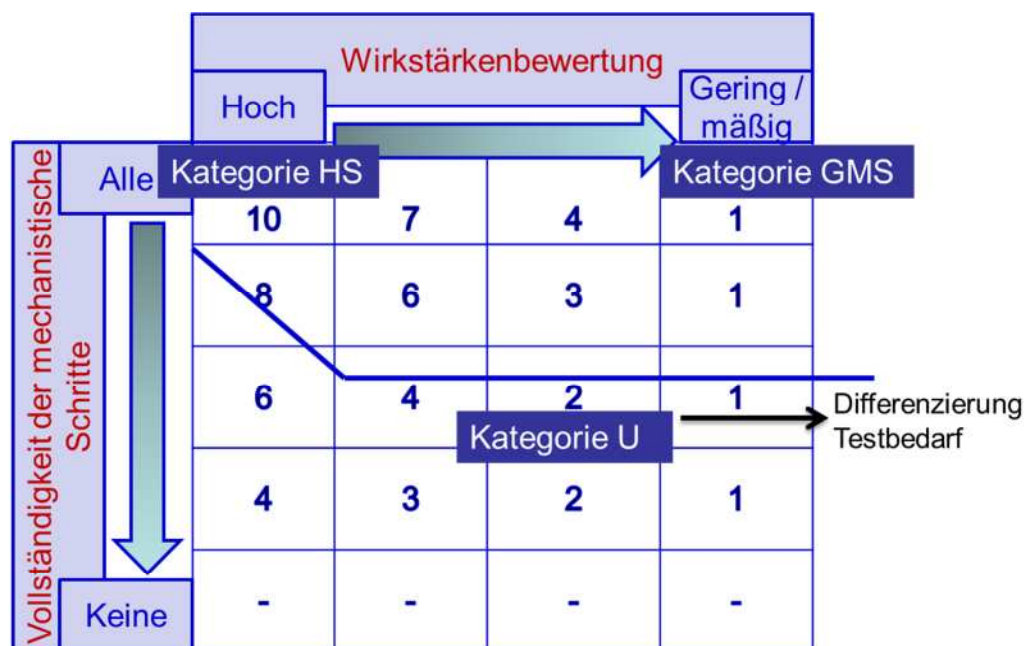 Wirkstärkenbewertung
Hoch
Gering /
mäßig
Vollständigkeit der mechanistische
Schritte
Alle
Kategorie HS
Kategorie GMS
10 7 4 1
8 6 3 1
6 4 2 1
Differenzierung
Testbedarf
Kategorie U
4 3 2 1
Keine
- - - -